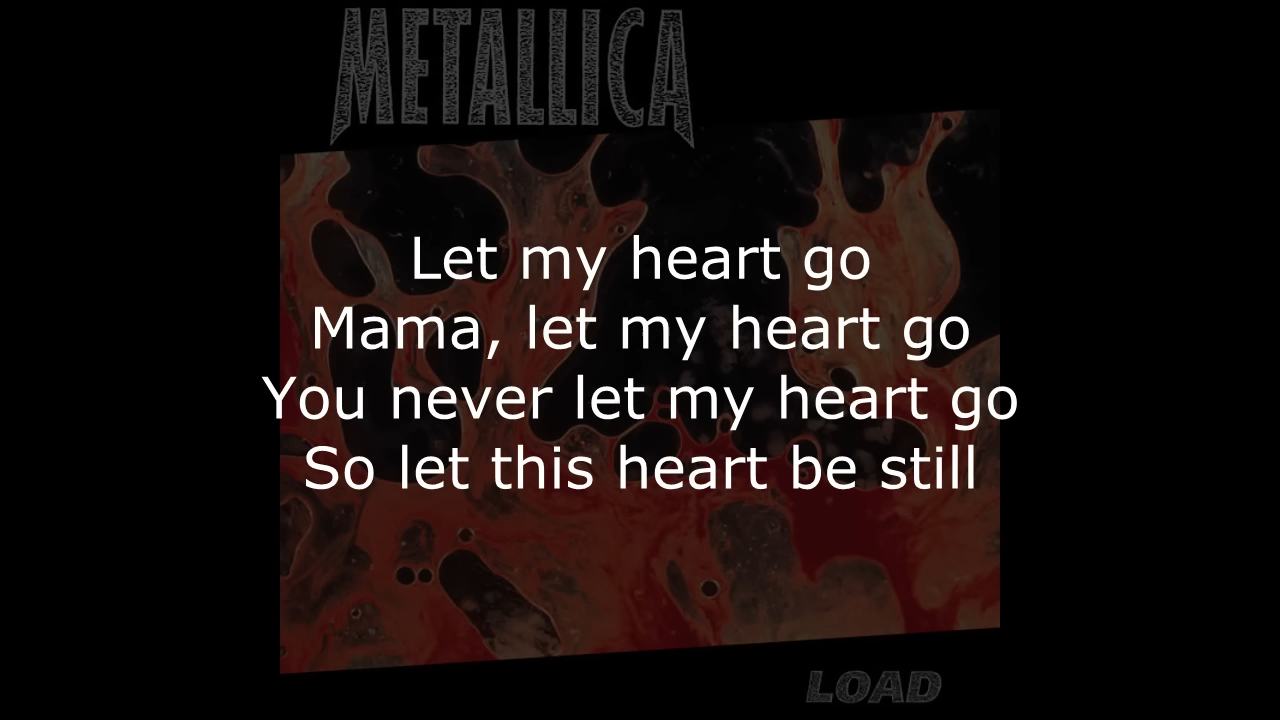 METALLICA
Let my heart go
Mama, let my heart go
You never let my heart go
So let this heart be still
LOAD